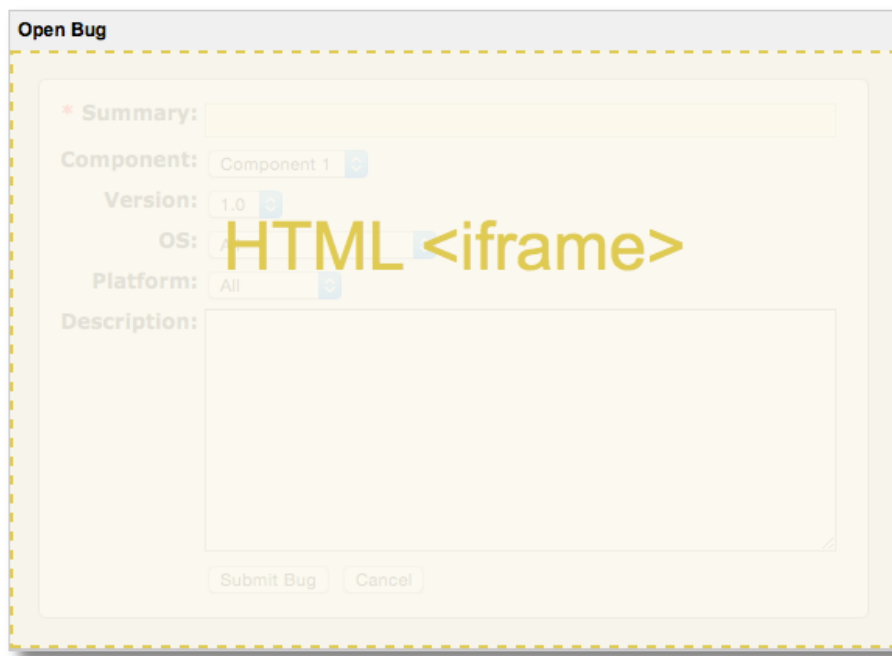 Open Bug
* Summary:
Component: Component 1
Version: 1.0
OS:
HTML <iframe>
Platform: All
Description:
Submit Bug Cancel